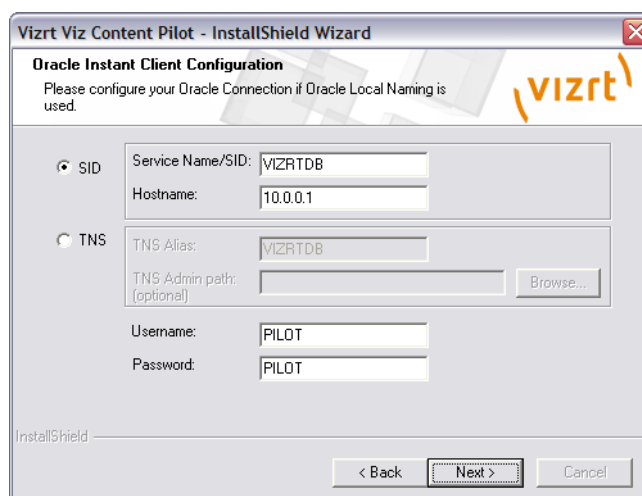 Vizrt Viz Content Pilot - InstallShield Wizard
Oracle Instant Client Configuration
Please configure your Oracle Connection if Oracle Local Naming is
used.
vizrt
SID
Service Name/SID: VIZRTDB
Hostname: 10.0.0.1
TNS
TNS Alias: VIZRTDB
TNS Admin path:
(optional)
Browse...
Username: PILOT
Password: PILOT
InstallShield
< Back Next > Cancel